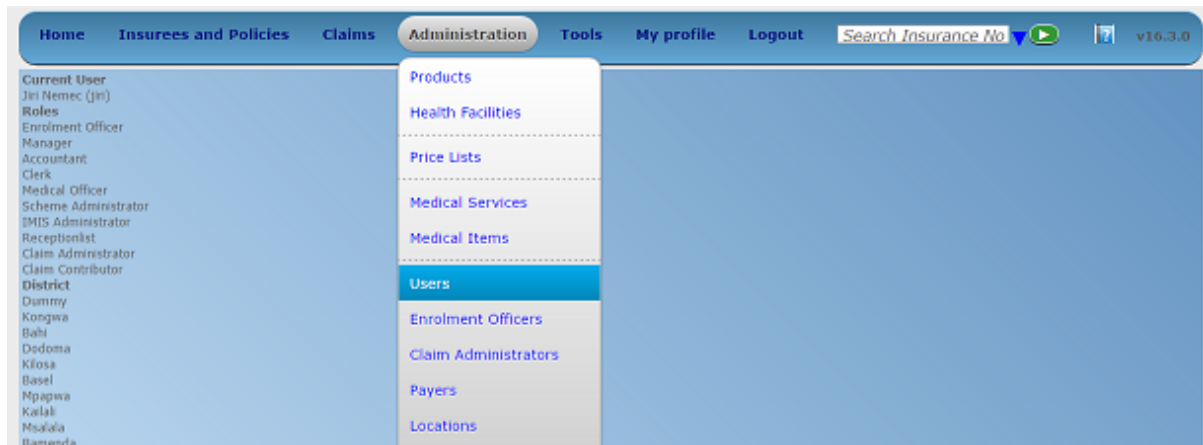 Home Insurees and Policies Claims Administration Tools My profile Logout Search Insurance No v16.3.0
Current User
Jiri Nemec (jiri)
Roles
Enrolment Officer
Manager
Accountant
Clerk
Medical Officer
Scheme Administrator
IMIS Administrator
Receptionlist
Claim Administrator
Claim Contributor
District
Dummy
Kongwa
Bahi
Dodoma
Kilosa
Basel
Mpapwa
Kailali
Msalala
Bamenda
Products
Health Facilities
Price Lists
Medical Services
Medical Items
Users
Enrolment Officers
Claim Administrators
Payers
Locations